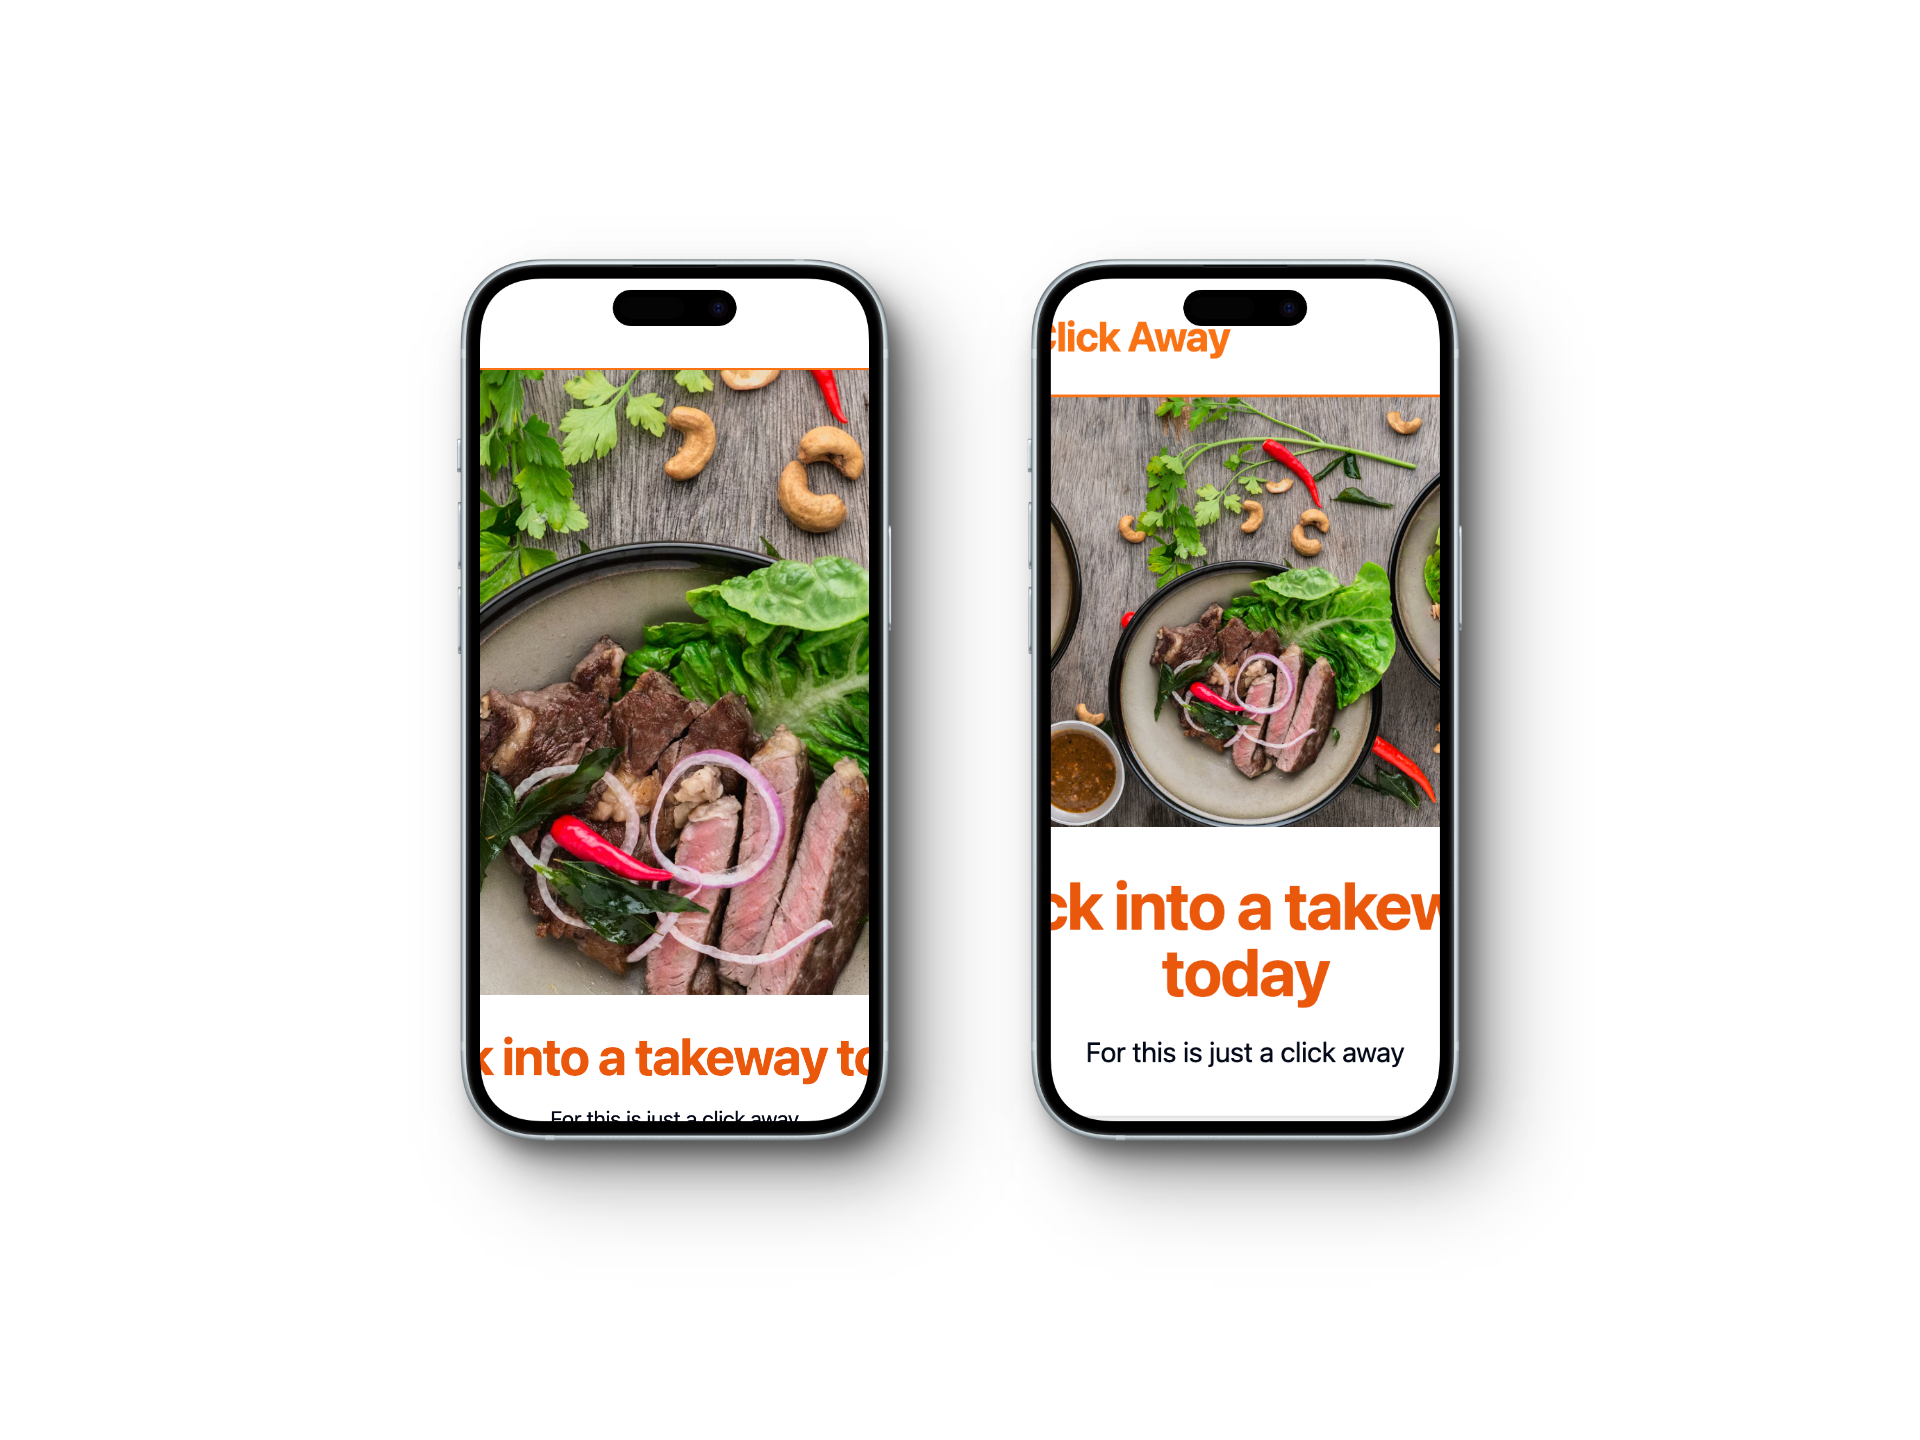 k into a takeway to
For this is just a click away
Click Away
ck into a takew
today
For this is just a click away